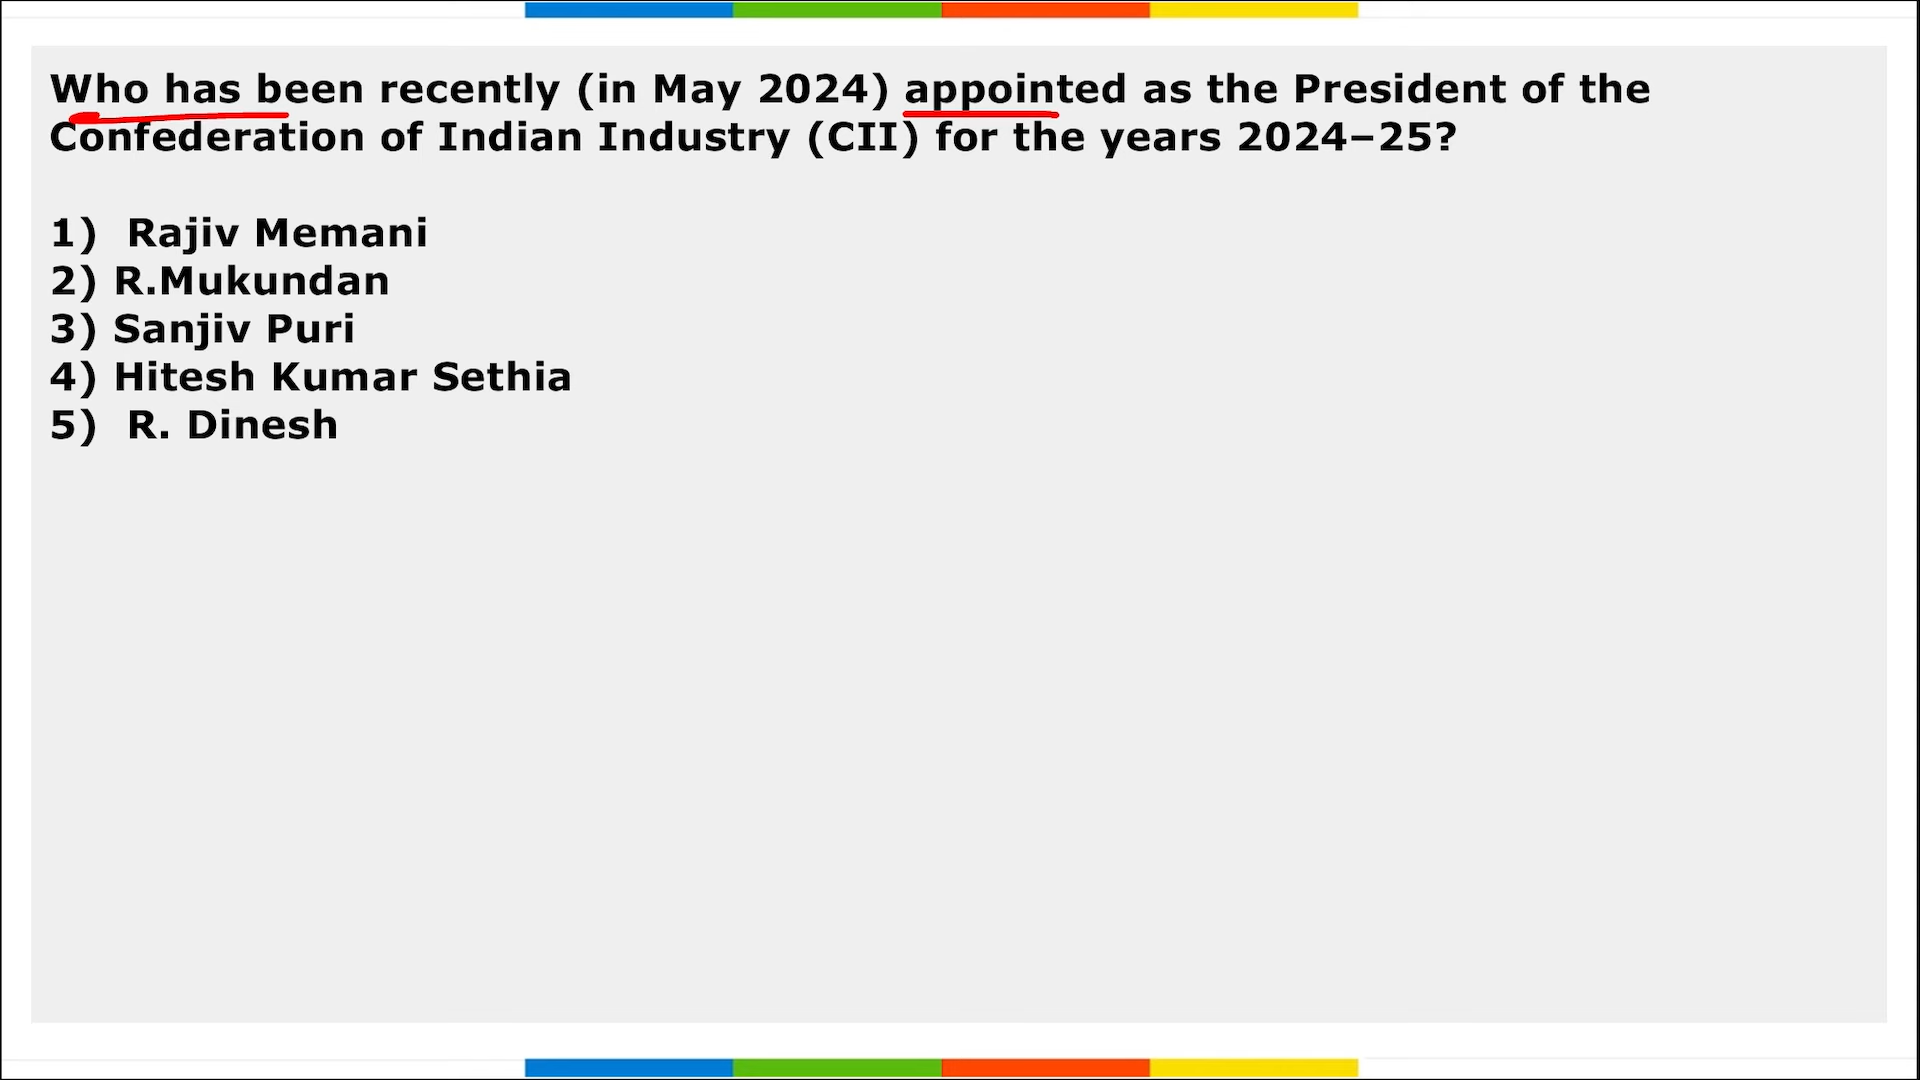 Who has been recently (in May 2024) appointed as the President of the
Confederation of Indian Industry (CII) for the years 2024–25?
1) Rajiv Memani
2) R.Mukundan
3) Sanjiv Puri
4) Hitesh Kumar Sethia
5) R. Dinesh